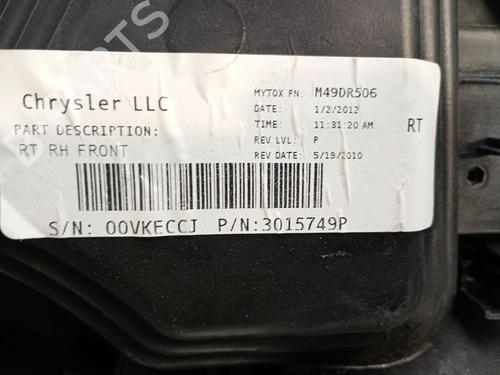 Chrysler LLC
PART DESCRIPTION:
RT RH FRONT
MYTOX PN: M49DR506
DATE: 1/2/2012
TIME: 11:31:20 AM
REV LVL: P
REV DATE: 5/19/2010
RT
S/N: 00VKECCJ P/N:3015749P